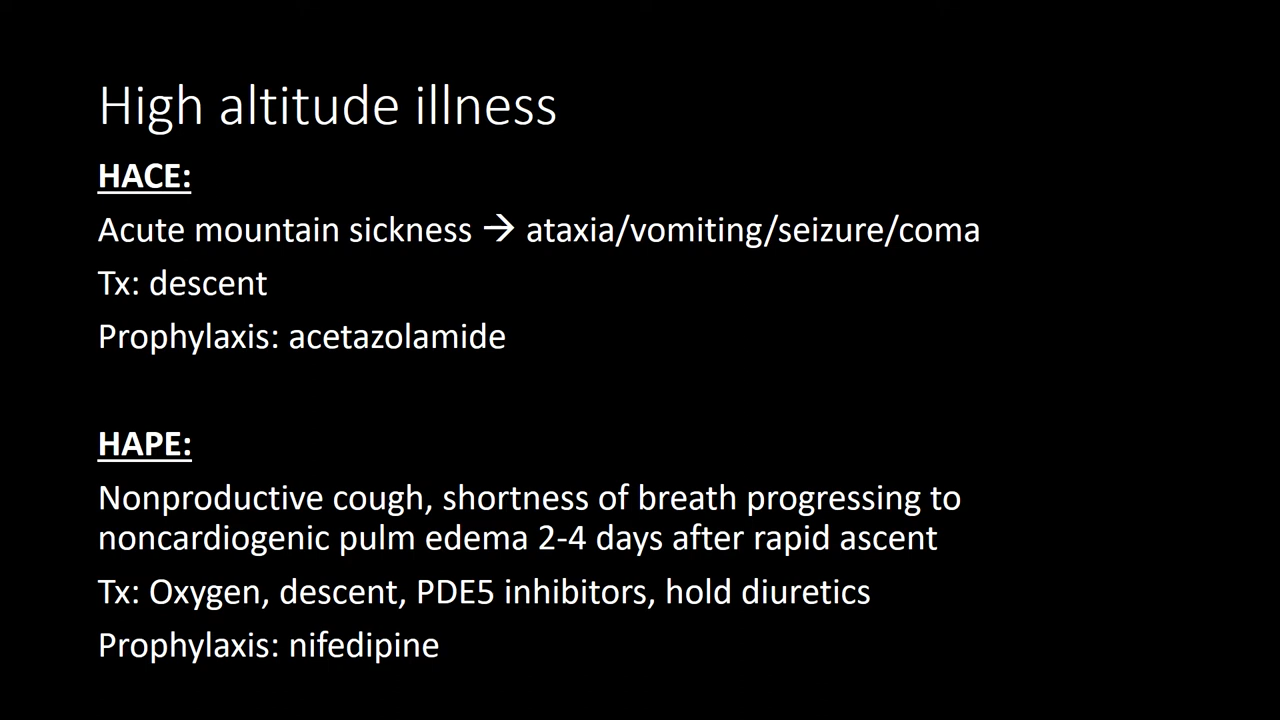 High altitude illness
HACE:
Acute mountain sickness → ataxia/vomiting/seizure/coma
Tx: descent
Prophylaxis: acetazolamide
HAPE:
Nonproductive cough, shortness of breath progressing to
noncardiogenic pulm edema 2-4 days after rapid ascent
Tx: Oxygen, descent, PDE5 inhibitors, hold diuretics
Prophylaxis: nifedipine